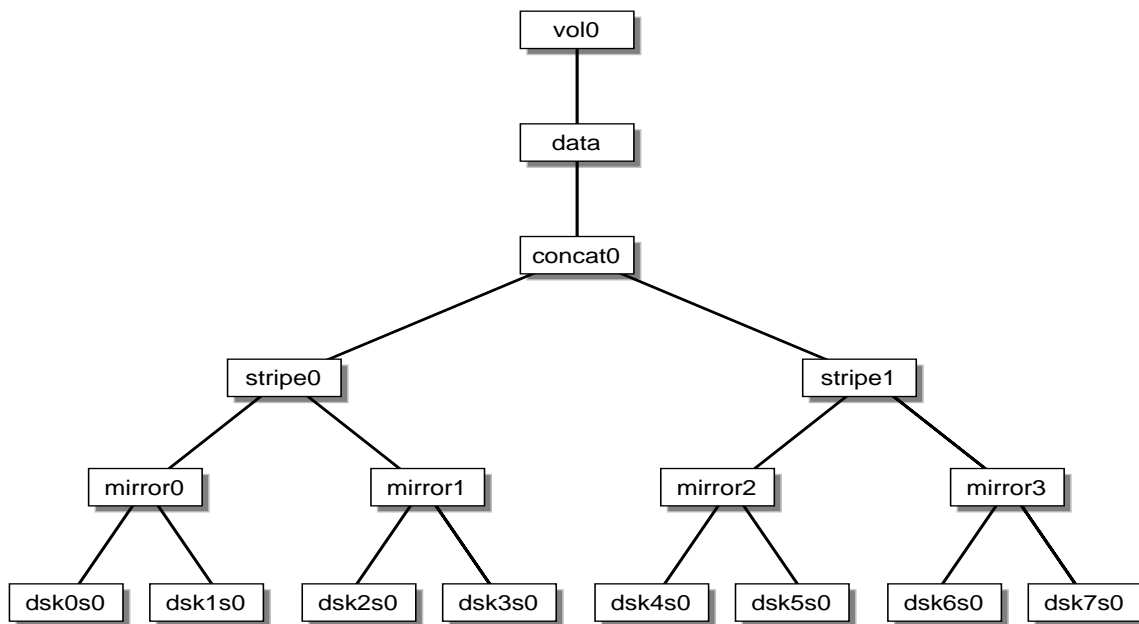 vol0
data
concat0
stripe0 stripe1
mirror0 mirror1 mirror2 mirror3
dsk0s0 dsk1s0 dsk2s0 dsk3s0 dsk4s0 dsk5s0 dsk6s0 dsk7s0